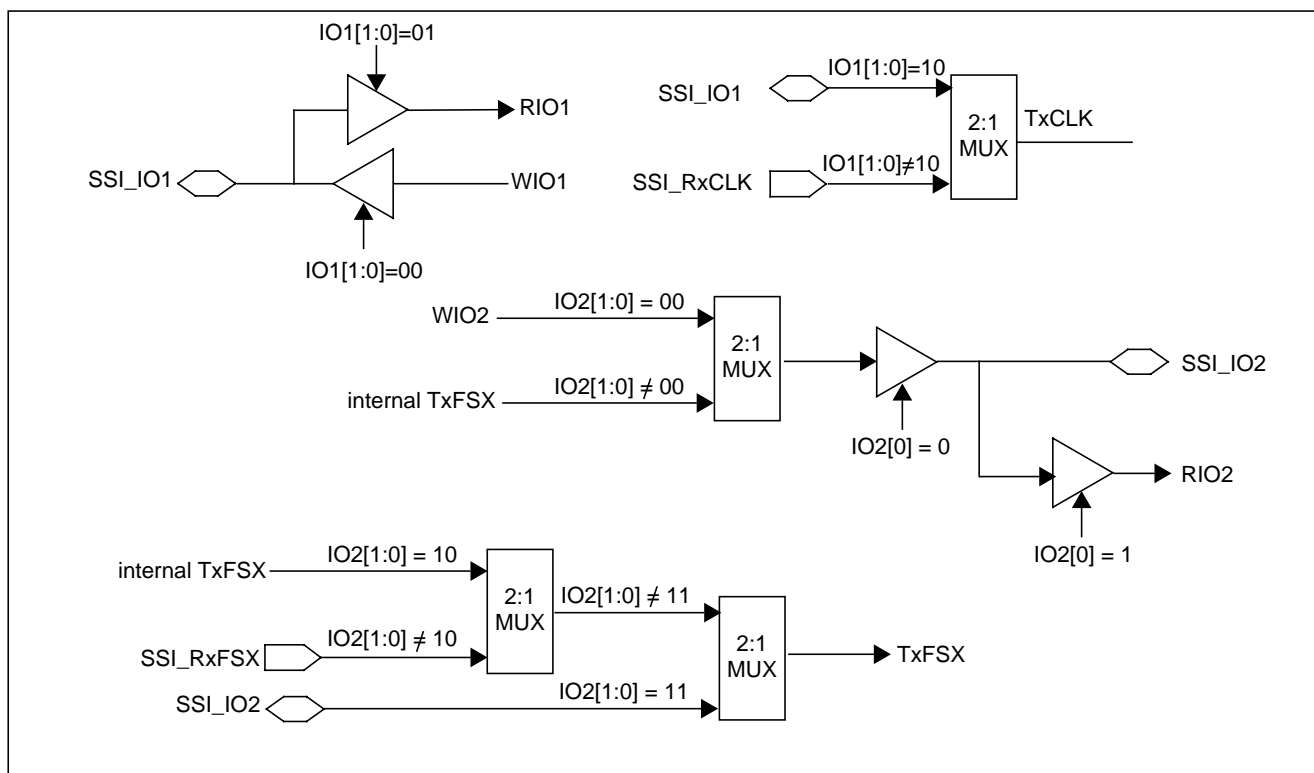 IO1[1:0]=01
RIO1
SSI_IO1
WIO1
IO1[1:0]=00
SSI_IO1
IO1[1:0]=10
2:1
MUX
TxCLK
SSI_RxCLK
IO1[1:0]≠10
WIO2
IO2[1:0] = 00
2:1
MUX
internal TxFSX
IO2[1:0] ≠ 00
SSI_IO2
IO2[0] = 0
RIO2
IO2[0] = 1
internal TxFSX
IO2[1:0] = 10
2:1
MUX
IO2[1:0] ≠ 11
SSI_RxFSX
IO2[1:0] ≠ 10
2:1
MUX
TxFSX
SSI_IO2
IO2[1:0] = 11